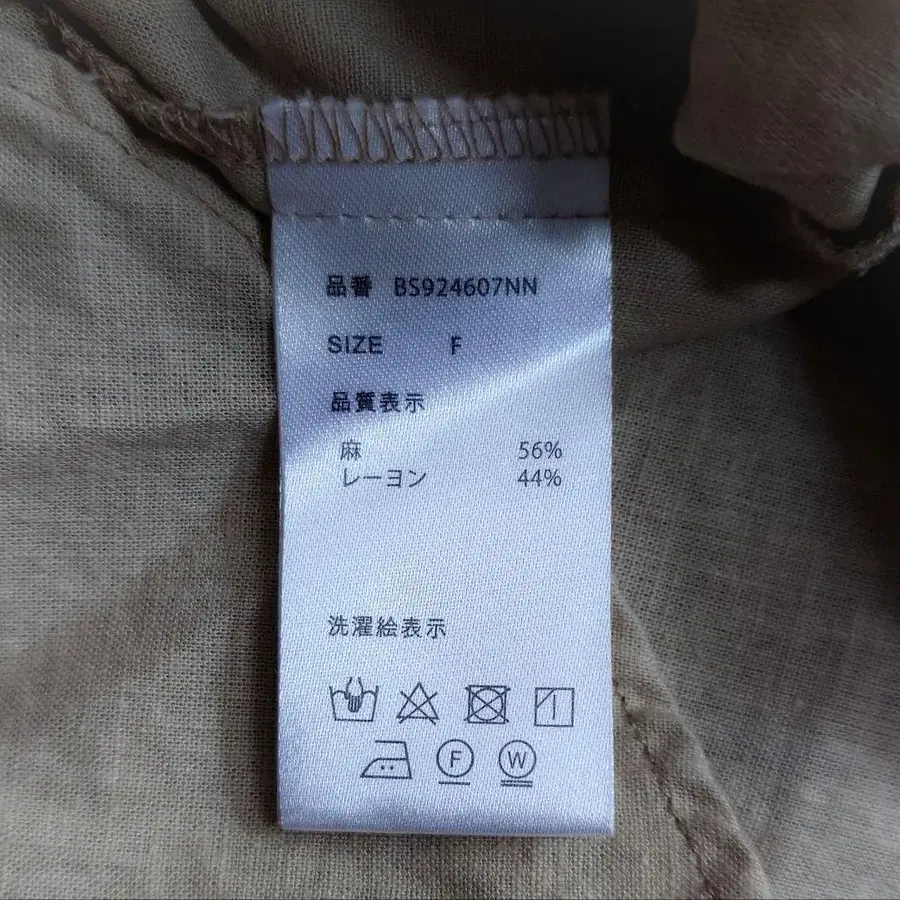 品番 BS924607NN
SIZE F
品質表示
麻 56%
レーヨン 44%
洗濯絵表示
F W